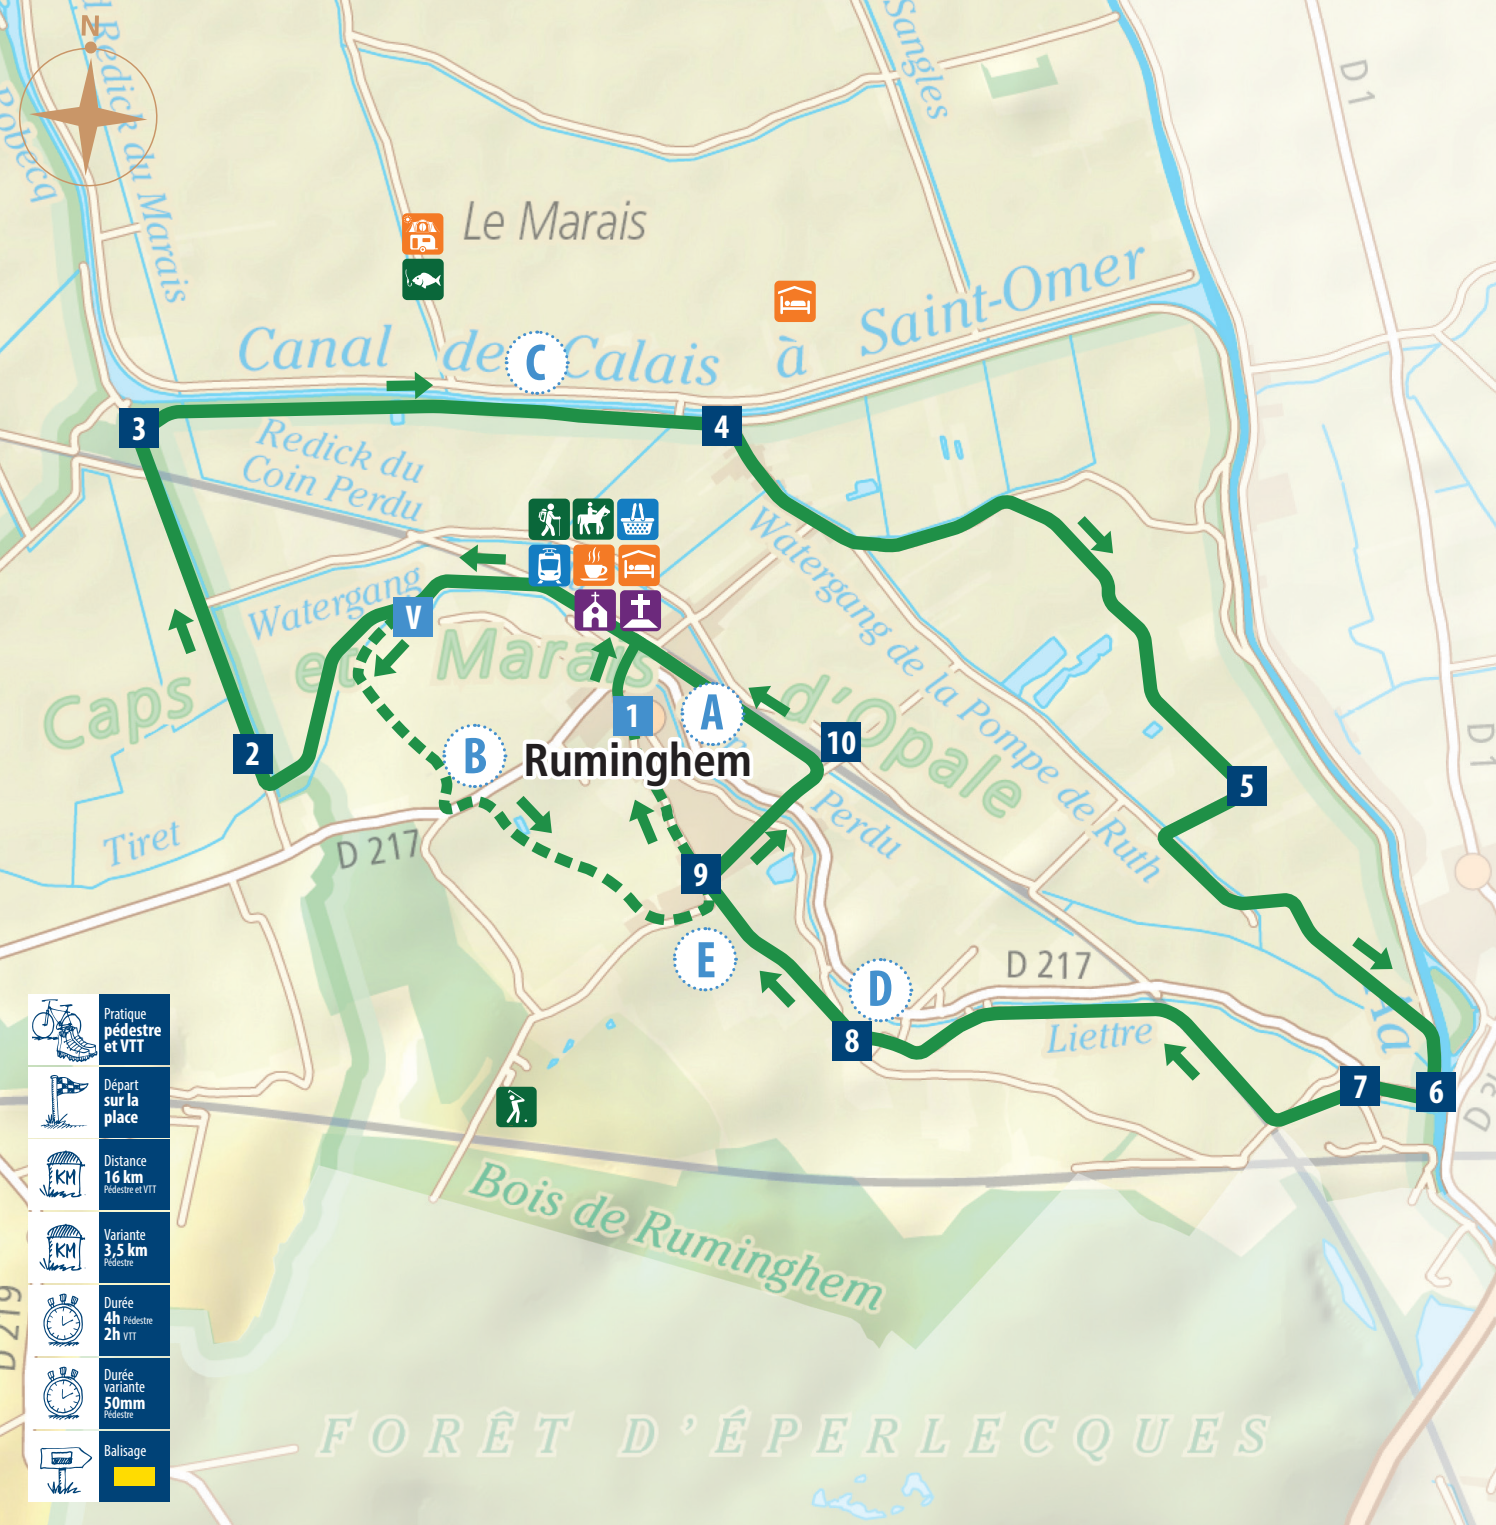 N
Redick du Marais
Robecq
Sangles
D 1
Le Marais
Canal de Calais à Saint-Omer
C
3
4
Redick du
Coin Perdu
Watergang
V
Watergang de la Pompe de Ruth
Caps et Marais d'Opale
1
A
10
2
B
Ruminghem
5
D 1
Tiret
D 217
Perdu
9
E
D
D 217
Aa
8
Liettre
7
6
Bois de Ruminghem
D 219
FORÊT D'ÉPERLECQUES
Pratique
pédestre
et VTT
Départ
sur la
place
KM
Distance
16 km
Pédestre et VTT
KM
Variante
3,5 km
Pédestre
Durée
4h Pédestre
2h VTT
Durée
variante
50mm
Pédestre
Balisage